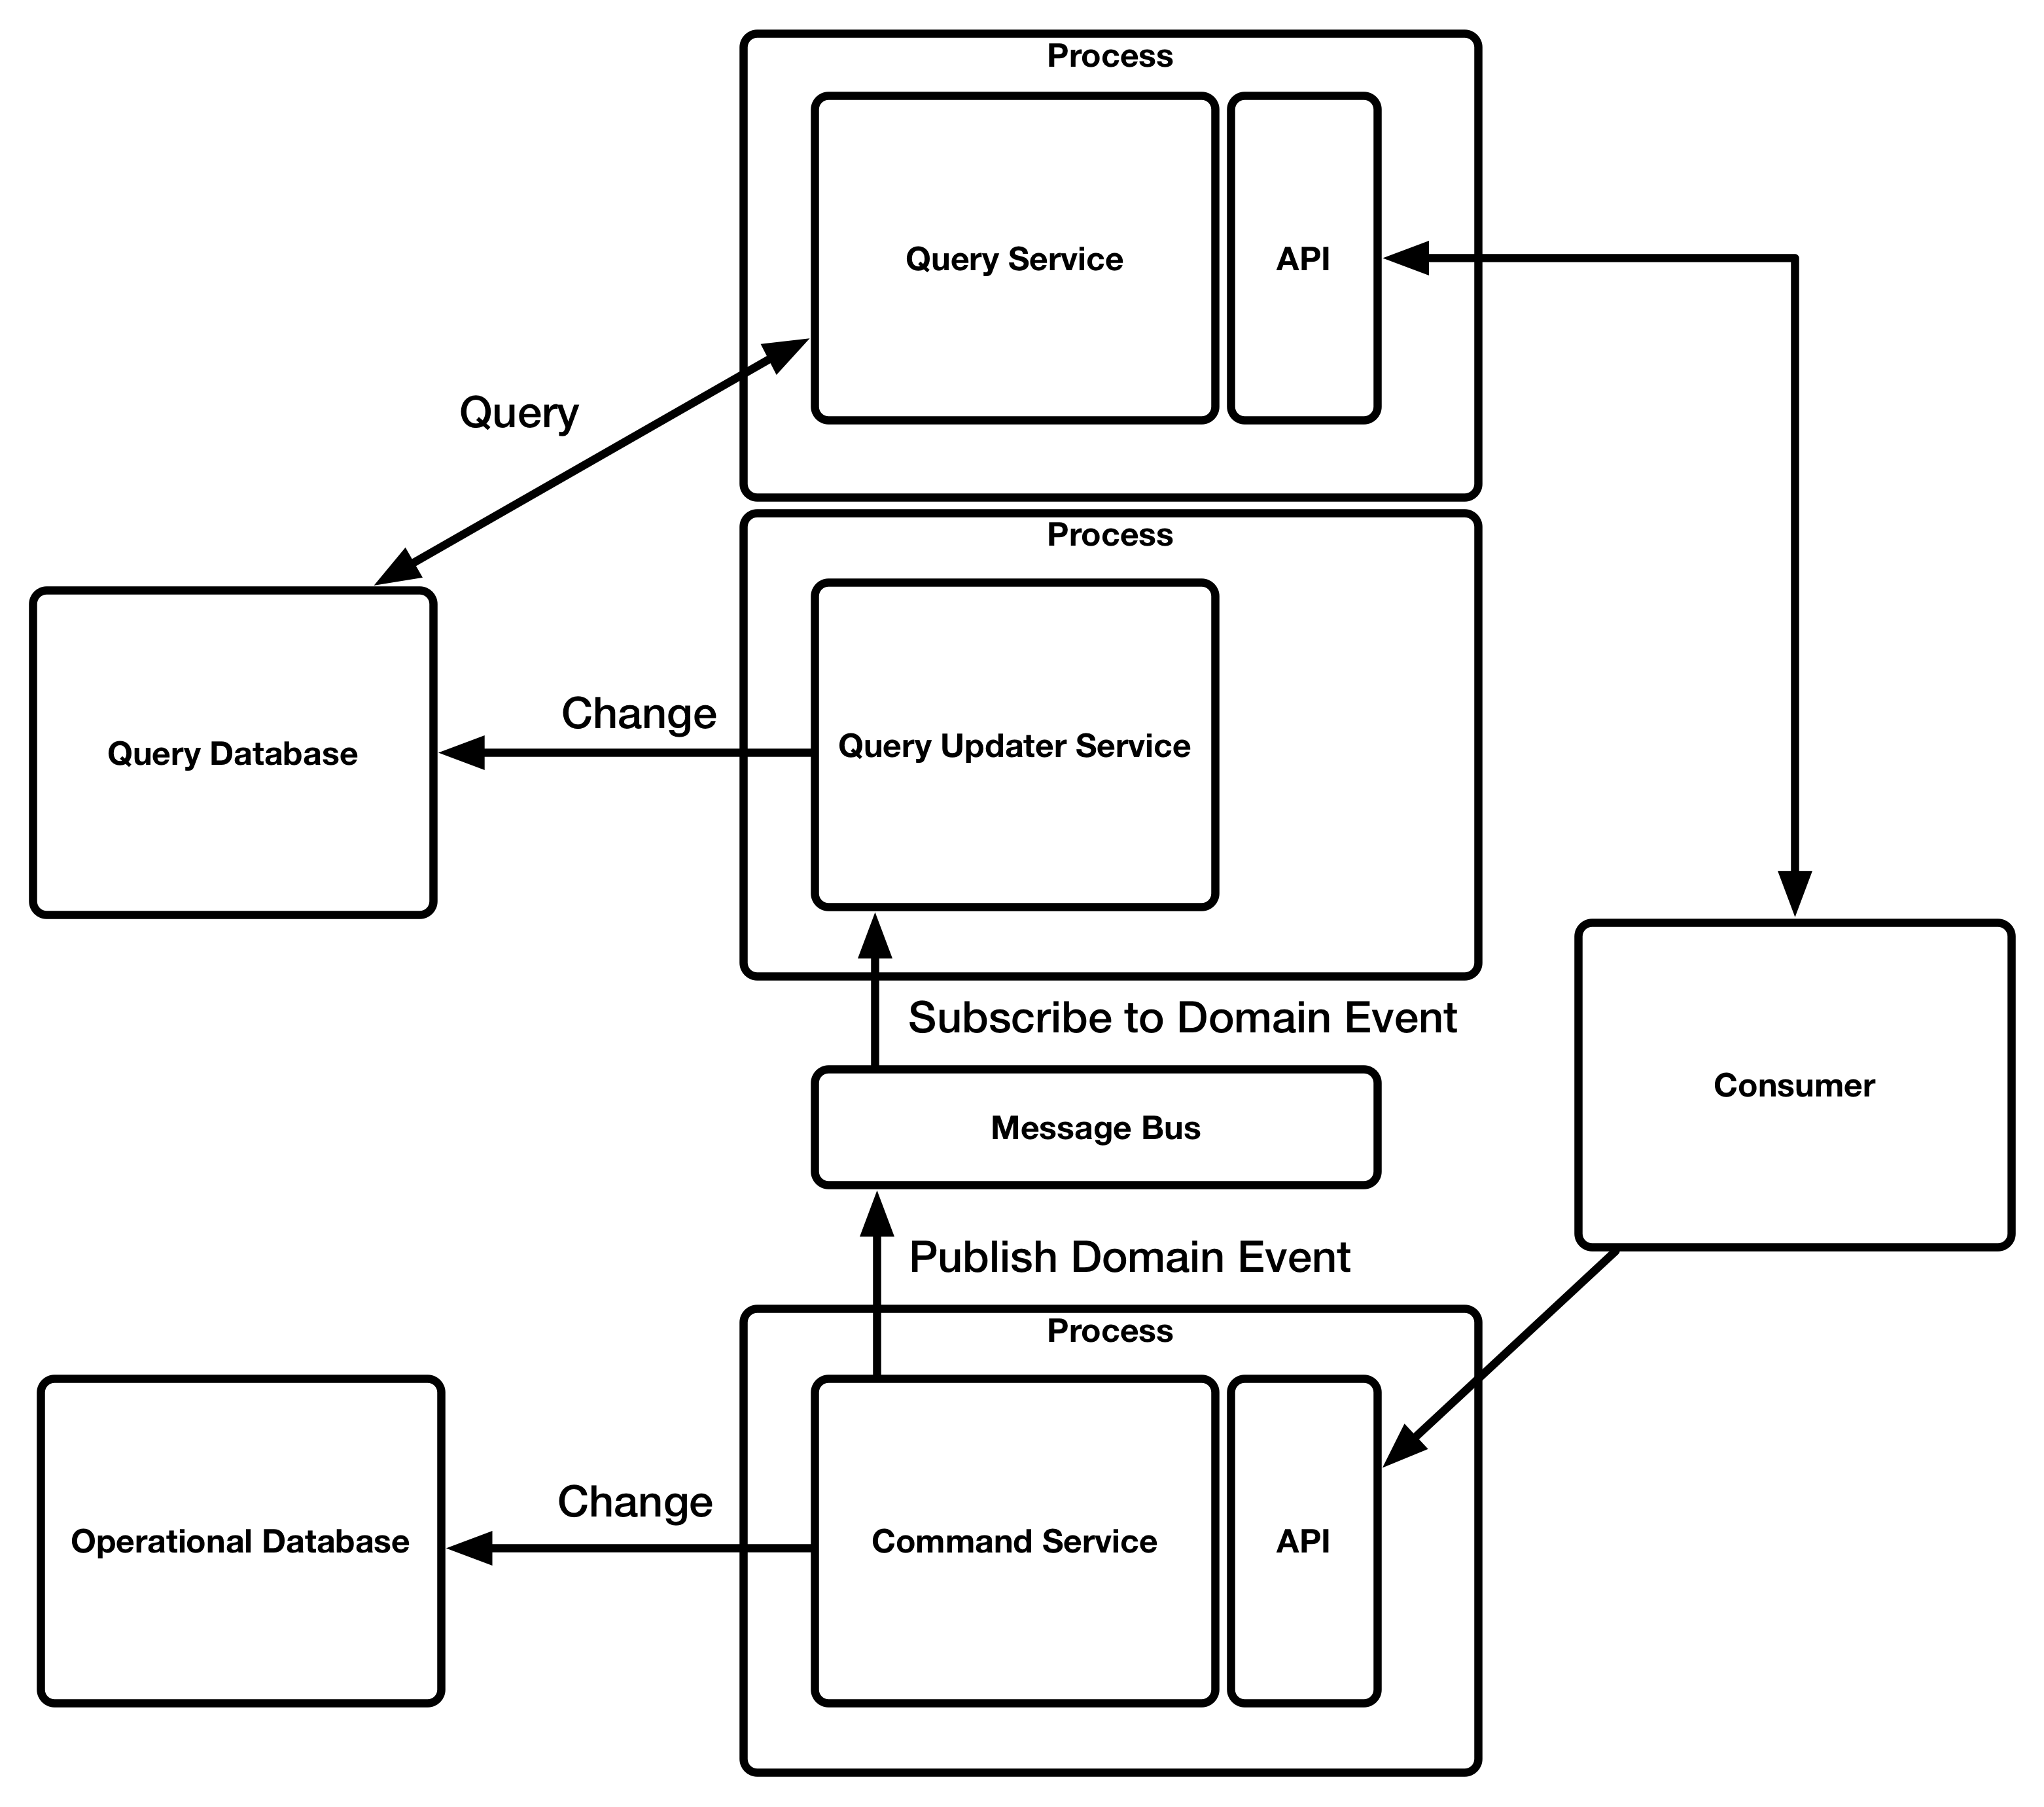 Process
Query Service
API
Query
Process
Change
Query Updater Service
Query Database
Subscribe to Domain Event
Consumer
Message Bus
Publish Domain Event
Process
Change
Operational Database
Command Service
API